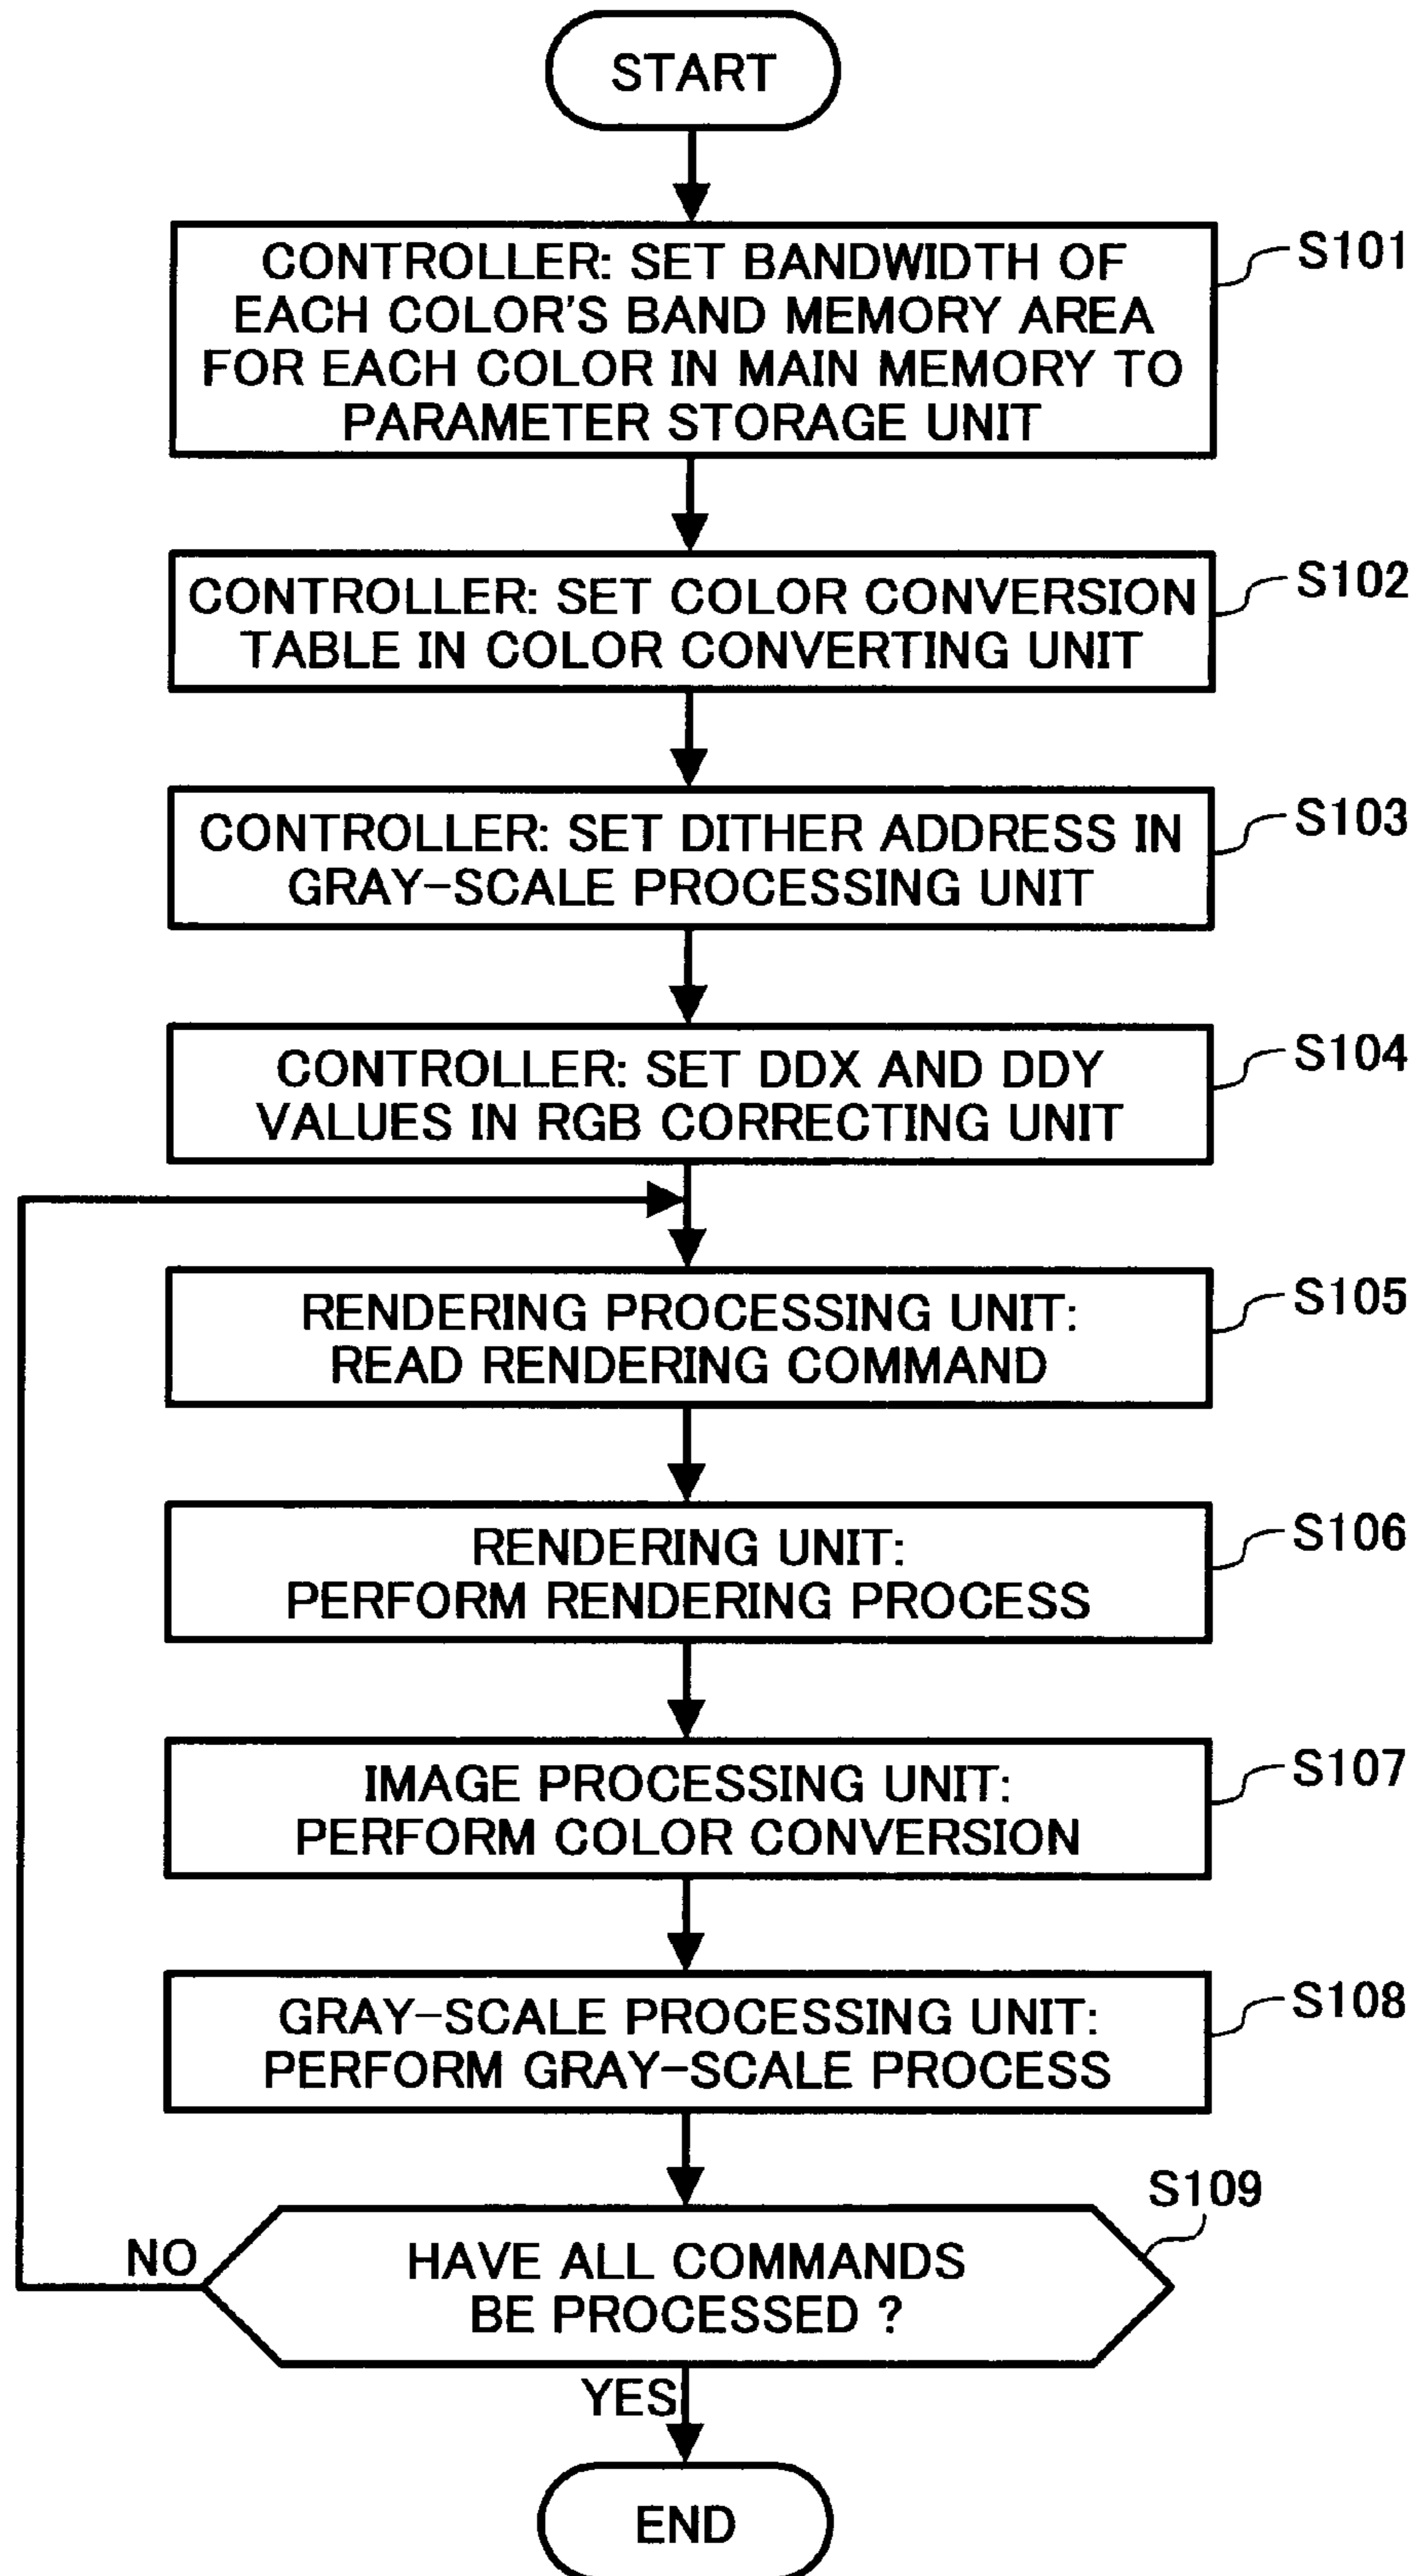 START
CONTROLLER: SET BANDWIDTH OF
EACH COLOR'S BAND MEMORY AREA
FOR EACH COLOR IN MAIN MEMORY TO
PARAMETER STORAGE UNIT
S101
CONTROLLER: SET COLOR CONVERSION
TABLE IN COLOR CONVERTING UNIT
S102
CONTROLLER: SET DITHER ADDRESS IN
GRAY-SCALE PROCESSING UNIT
S103
CONTROLLER: SET DDX AND DDY
VALUES IN RGB CORRECTING UNIT
S104
RENDERING PROCESSING UNIT:
READ RENDERING COMMAND
S105
RENDERING UNIT:
PERFORM RENDERING PROCESS
S106
IMAGE PROCESSING UNIT:
PERFORM COLOR CONVERSION
S107
GRAY-SCALE PROCESSING UNIT:
PERFORM GRAY-SCALE PROCESS
S108
S109
NO
HAVE ALL COMMANDS
BE PROCESSED ?
YES
END